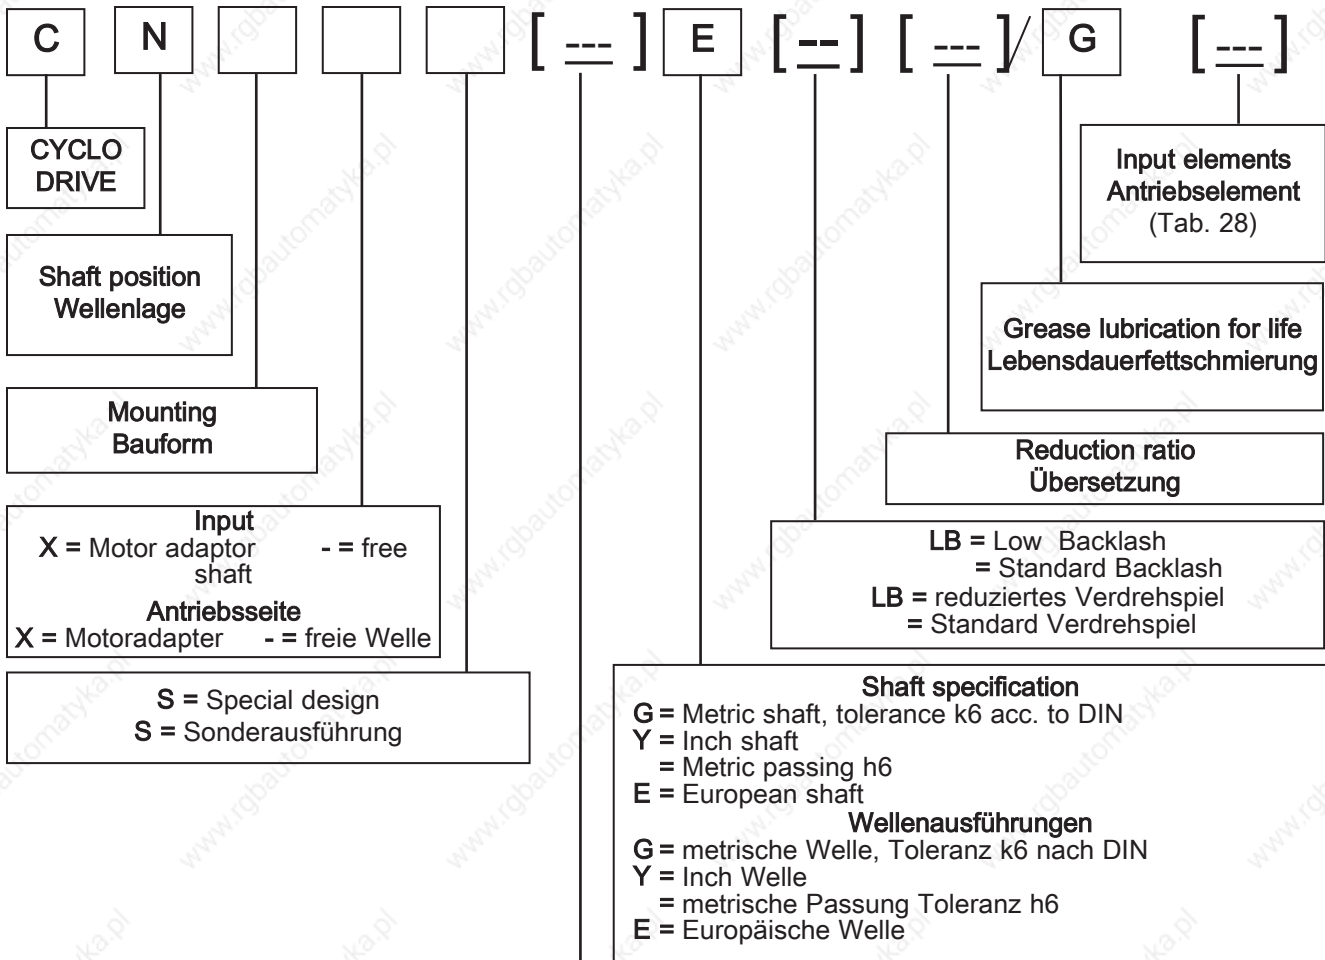 C N [ --- ] E [ -- ] [ --- ] / G [ --- ]
CYCLO
DRIVE
Input elements
Antriebselement
(Tab. 28)
Shaft position
Wellenlage
Grease lubrication for life
Lebensdauerfettschmierung
Mounting
Bauform
Reduction ratio
Übersetzung
Input
X = Motor adaptor - = free
shaft
Antriebsseite
X = Motoradapter - = freie Welle
LB = Low Backlash
= Standard Backlash
LB = reduziertes Verdrehspiel
= Standard Verdrehspiel
S = Special design
S = Sonderausführung
Shaft specification
G = Metric shaft, tolerance k6 acc. to DIN
Y = Inch shaft
= Metric passing h6
E = European shaft
Wellenausführungen
G = metrische Welle, Toleranz k6 nach DIN
Y = Inch Welle
= metrische Passung Toleranz h6
E = Europäische Welle
www.rgbautomatyka.pl